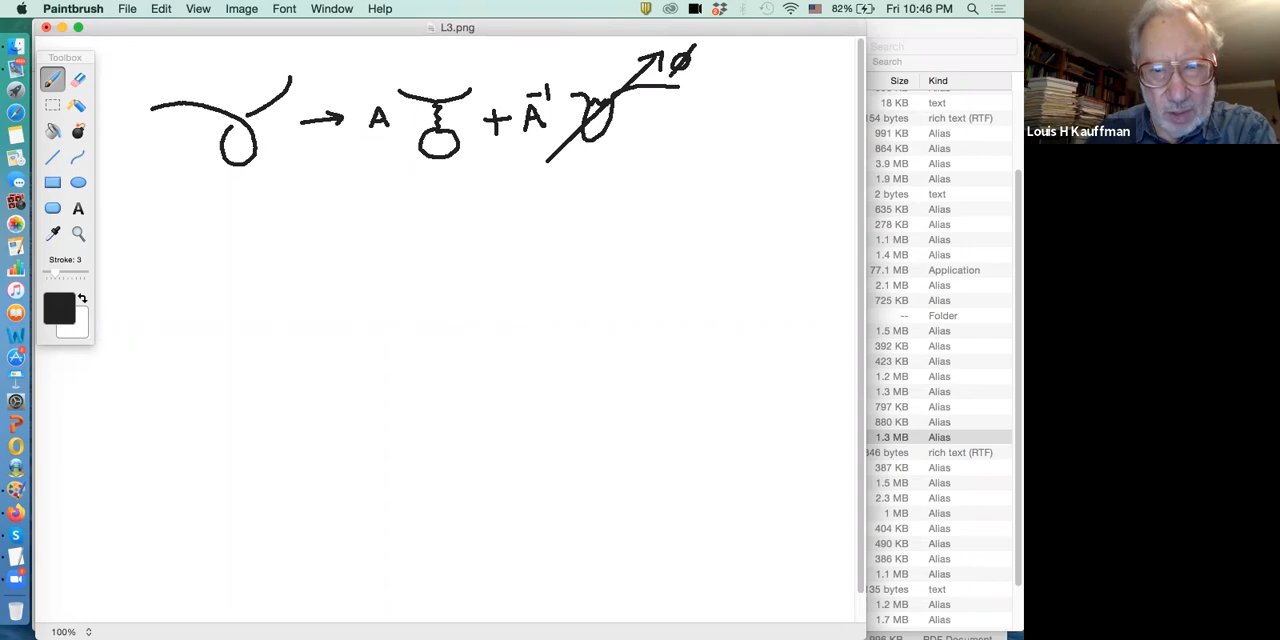 Paintbrush File Edit View Image Font Window Help
82% Fri 10:46 PM
L3.png
Toolbox
A
Stroke: 3
→ A + A⁻¹ ϕ
100%
Search
Search
Size Kind
18 KB text
154 bytes rich text (RTF)
991 KB Alias
864 KB Alias
3.9 MB Alias
1.9 MB Alias
2 bytes text
635 KB Alias
278 KB Alias
1.1 MB Alias
1.4 MB Alias
77.1 MB Application
2.1 MB Alias
725 KB Alias
-- Folder
1.5 MB Alias
392 KB Alias
423 KB Alias
1.2 MB Alias
1.3 MB Alias
797 KB Alias
880 KB Alias
1.3 MB Alias
346 bytes rich text (RTF)
387 KB Alias
1.5 MB Alias
2.3 MB Alias
1 MB Alias
404 KB Alias
490 KB Alias
386 KB Alias
1.1 MB Alias
135 bytes text
1.2 MB Alias
1.7 MB Alias
Louis H Kauffman